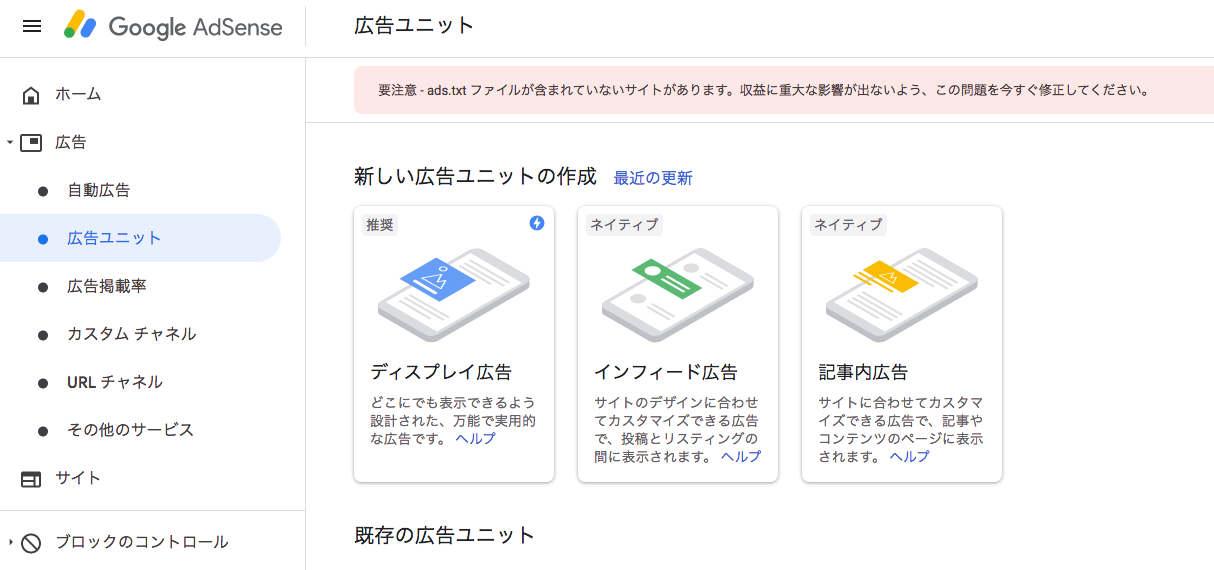 Google AdSense
広告ユニット
要注意 - ads.txt ファイルが含まれていないサイトがあります。収益に重大な影響が出ないよう、この問題を今すぐ修正してください。
ホーム
広告
自動広告
広告ユニット
広告掲載率
カスタム チャネル
URL チャネル
その他のサービス
サイト
ブロックのコントロール
新しい広告ユニットの作成 最近の更新
推奨
ディスプレイ広告
どこにでも表示できるよう
設計された、万能で実用的
な広告です。 ヘルプ
ネイティブ
インフィード広告
サイトのデザインに合わせ
てカスタマイズできる広告
で、投稿とリスティングの
間に表示されます。 ヘルプ
ネイティブ
記事内広告
サイトに合わせてカスタマ
イズできる広告で、記事や
コンテンツのページに表示
されます。 ヘルプ
既存の広告ユニット